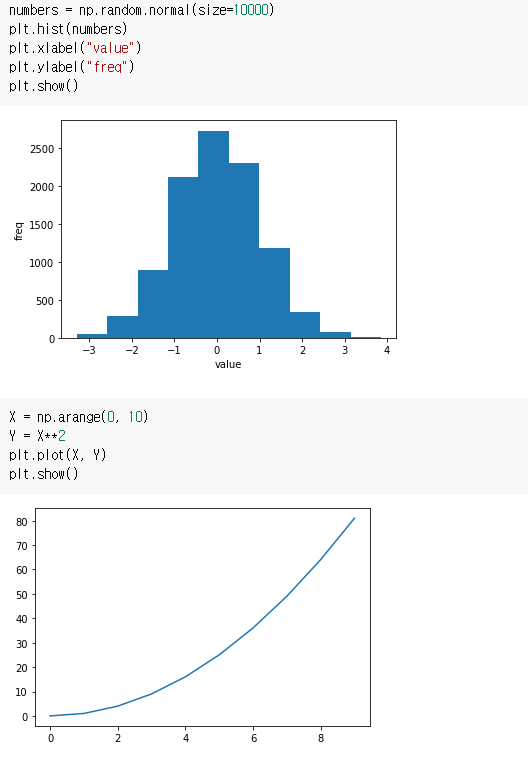 numbers = np.random.normal(size=10000)
plt.hist(numbers)
plt.xlabel("value")
plt.ylabel("freq")
plt.show()
2500
2000
1500
1000
500
0
freq
−3 −2 −1 0 1 2 3 4
value
X = np.arange(0, 10)
Y = X**2
plt.plot(X, Y)
plt.show()
80
70
60
50
40
30
20
10
0
0 2 4 6 8